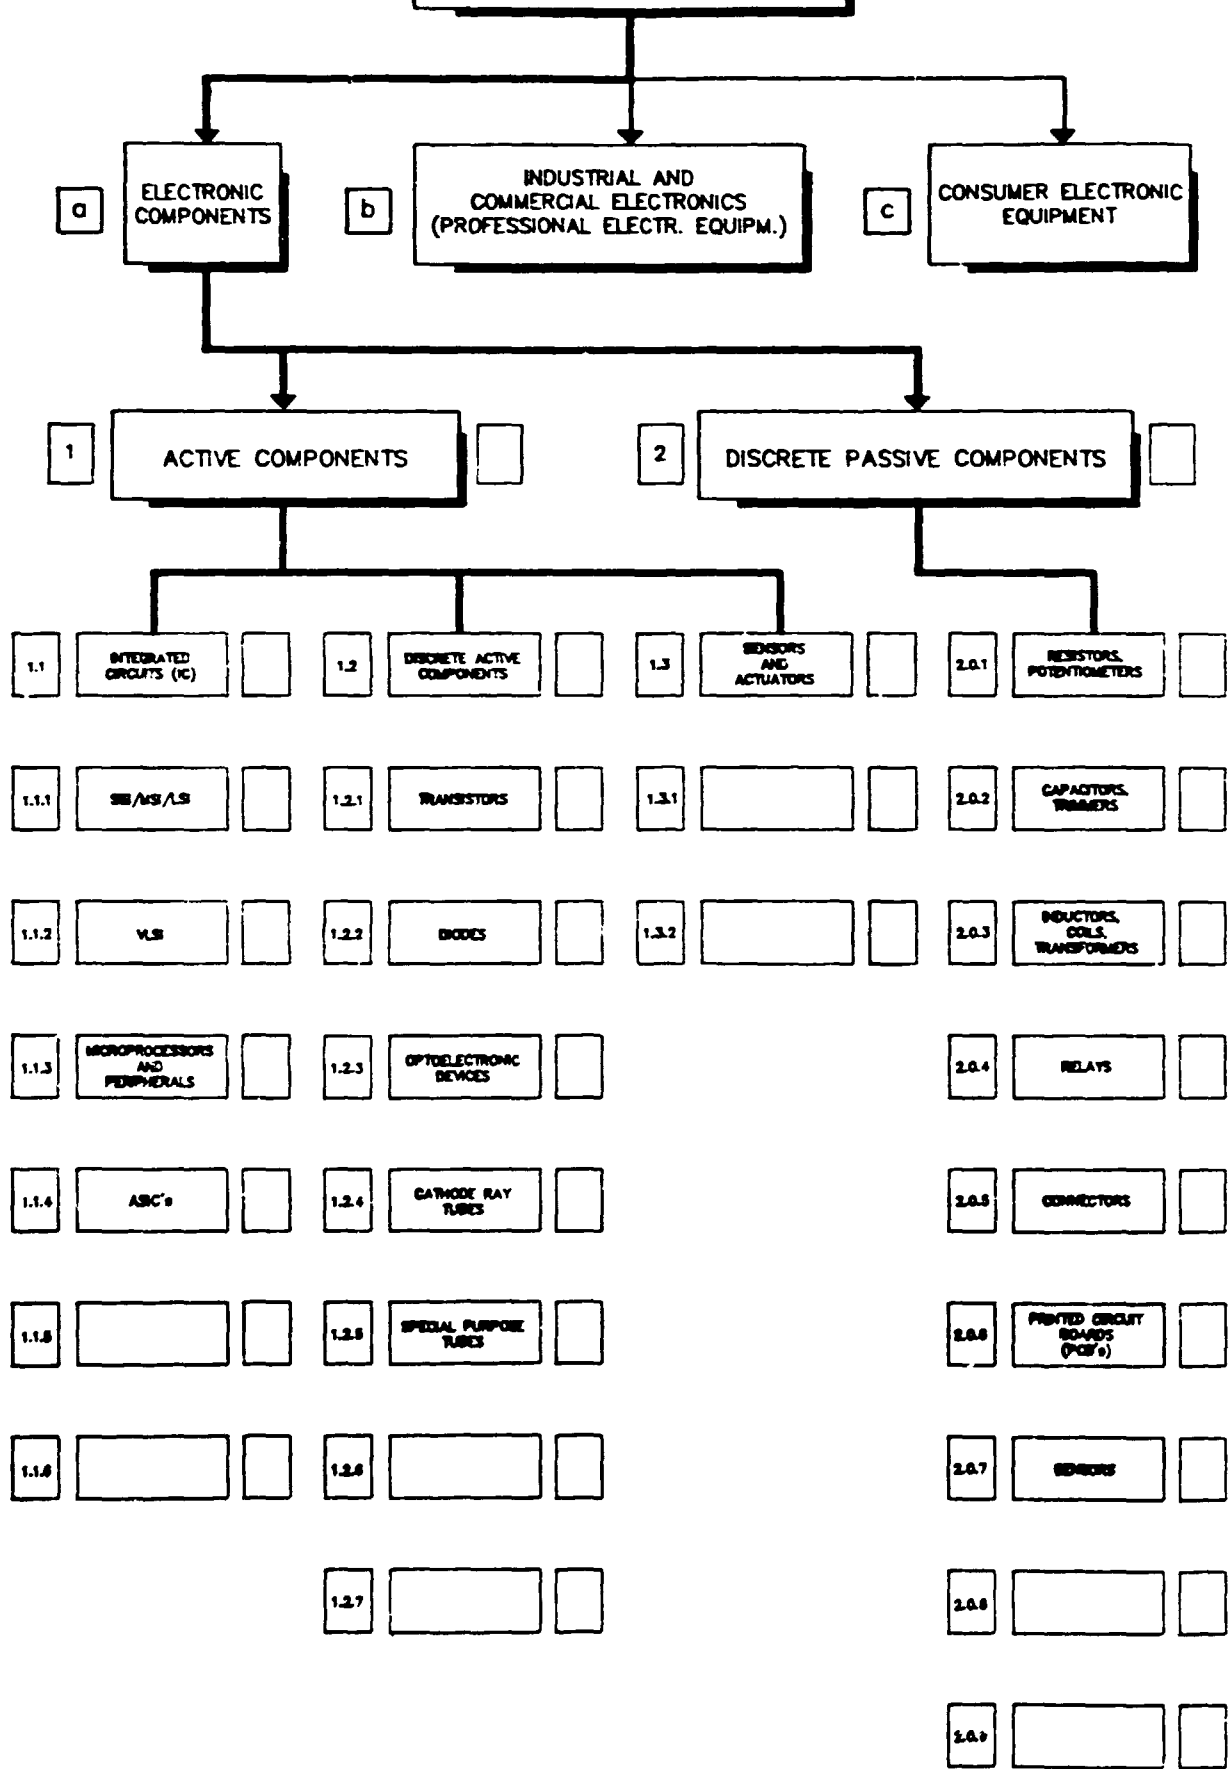 a
ELECTRONIC
COMPONENTS
b
INDUSTRIAL AND
COMMERCIAL ELECTRONICS
(PROFESSIONAL ELECTR. EQUIPM.)
c
CONSUMER ELECTRONIC
EQUIPMENT
1
ACTIVE COMPONENTS
2
DISCRETE PASSIVE COMPONENTS
1.1
INTEGRATED
CIRCUITS (IC)
1.2
DISCRETE ACTIVE
COMPONENTS
1.3
SENSORS
AND
ACTUATORS
2.0.1
RESISTORS,
POTENTIOMETERS
1.1.1
SSI/MSI/LSI
1.2.1
TRANSISTORS
1.3.1
2.0.2
CAPACITORS,
TRIMMERS
1.1.2
VLSI
1.2.2
DIODES
1.3.2
2.0.3
INDUCTORS,
COILS,
TRANSFORMERS
1.1.3
MICROPROCESSORS
AND
PERIPHERALS
1.2.3
OPTOELECTRONIC
DEVICES
2.0.4
RELAYS
1.1.4
ASIC's
1.2.4
CATHODE RAY
TUBES
2.0.5
CONNECTORS
1.1.5
1.2.5
SPECIAL PURPOSE
TUBES
2.0.6
PRINTED CIRCUIT
BOARDS
(PCB's)
1.1.6
1.2.6
2.0.7
SENSORS
1.2.7
2.0.8
2.0.9